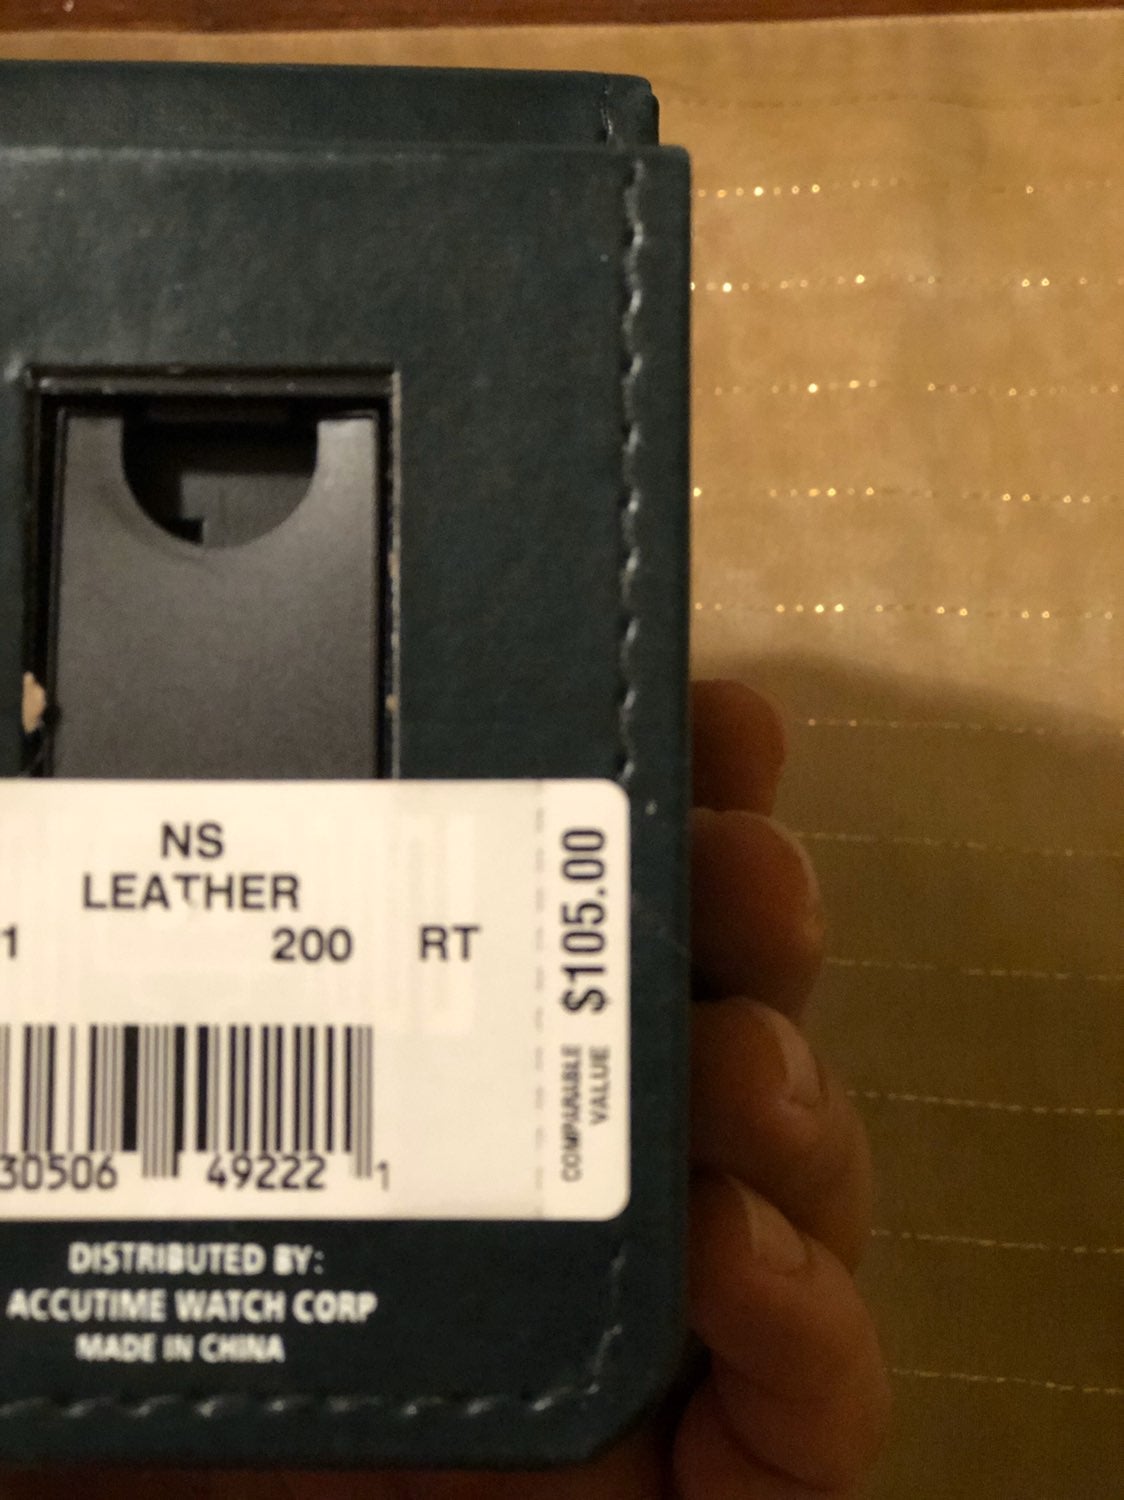 NS
LEATHER
1 200 RT
$105.00
COMPARABLE
VALUE
30506 49222 1
DISTRIBUTED BY:
ACCUTIME WATCH CORP
MADE IN CHINA